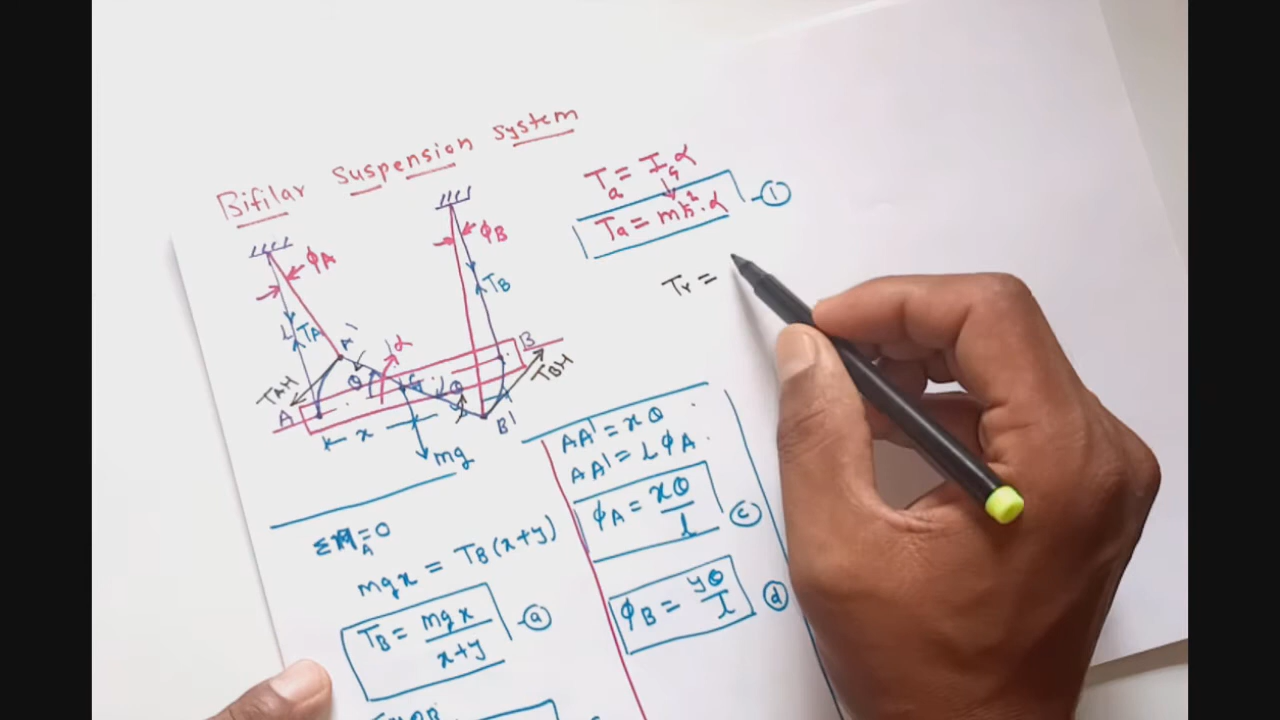 Bifilar Suspension System
Ta = IG α
Ta = mk². α -①
Tr =
ϕA
ϕB
L
TA
TB
A'
α
B
TAH
TBH
θ
G
θ
A
x
B'
mg
ΣMA = 0
mgx = TB (x+y)
TB = mgx / x+y -ⓐ
AA' = xθ
AA' = LϕA
ϕA = xθ / l ⓒ
ϕB = yθ / l ⓓ